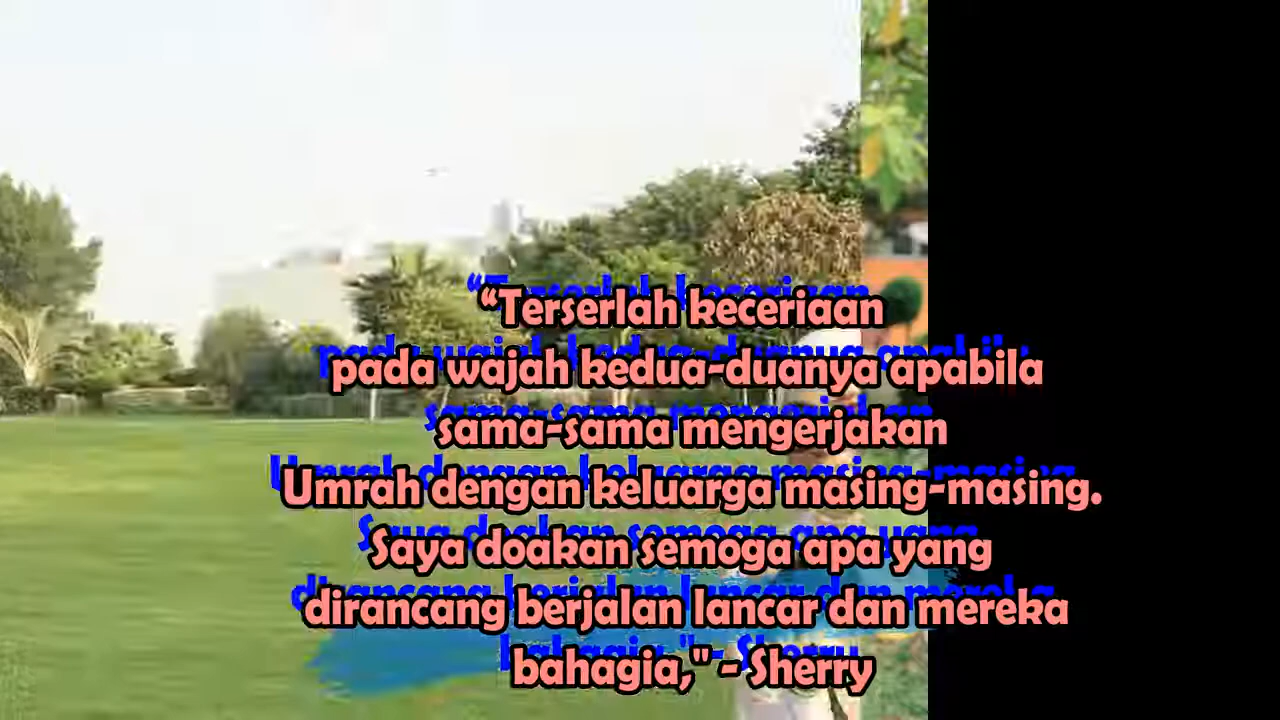 “Terserlah keceriaan
pada wajah kedua-duanya apabila
sama-sama mengerjakan
Umrah dengan keluarga masing-masing.
Saya doakan semoga apa yang
dirancang berjalan lancar dan mereka
bahagia," - Sherry